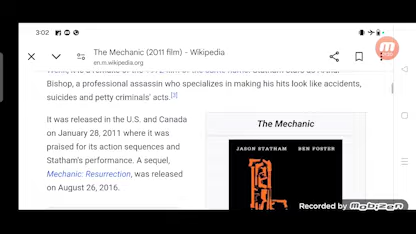 3:02
The Mechanic (2011 film) - Wikipedia
en.m.wikipedia.org
Bishop, a professional assassin who specializes in making his hits look like accidents,
suicides and petty criminals' acts.[3]
It was released in the U.S. and Canada
on January 28, 2011 where it was
praised for its action sequences and
Statham's performance. A sequel,
Mechanic: Resurrection, was released
on August 26, 2016.
The Mechanic
JASON STATHAM BEN FOSTER
Recorded by Mobizen